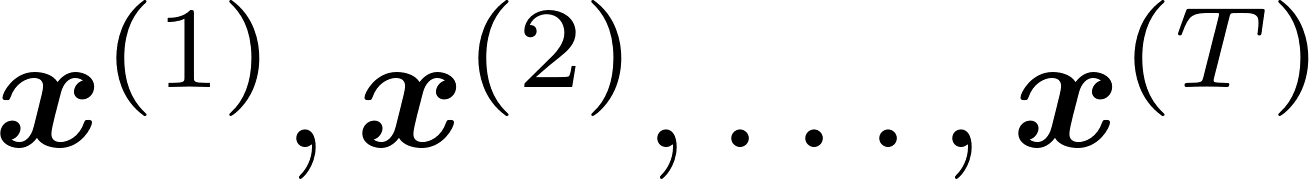 𝒙⁽¹⁾, 𝒙⁽²⁾, . . . , 𝒙⁽ᵀ⁾